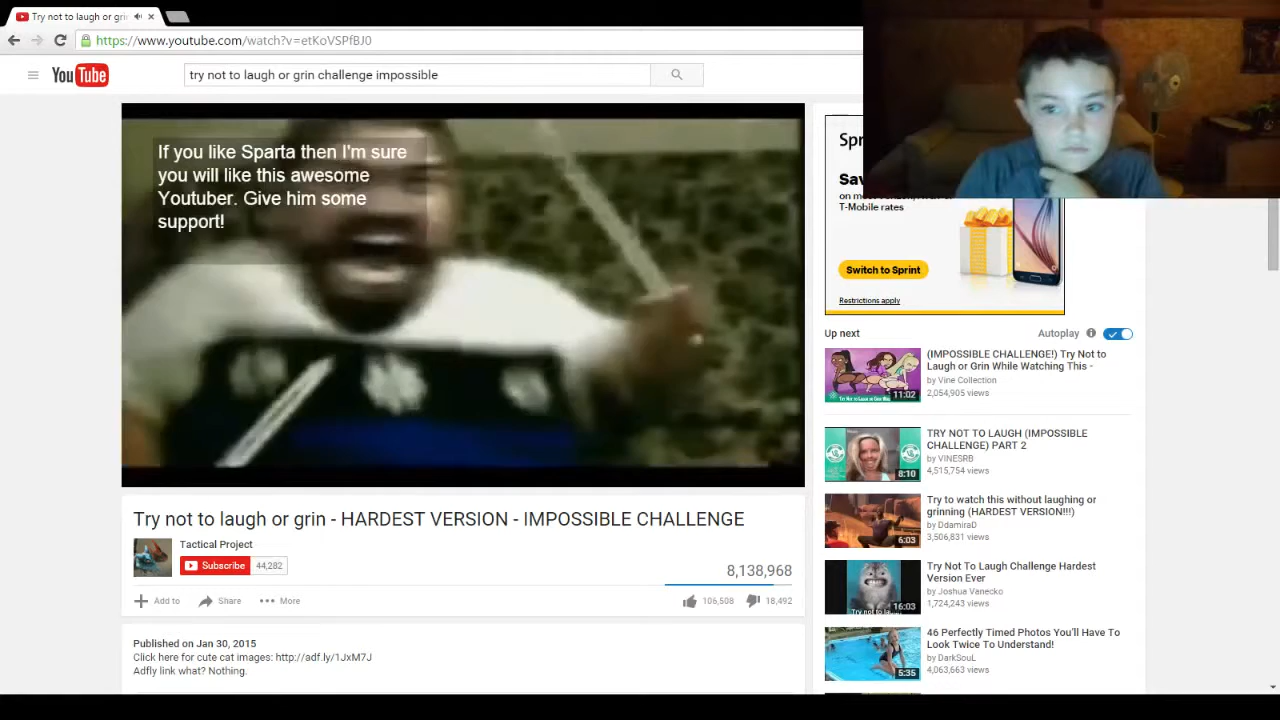 Try not to laugh or grin
https://www.youtube.com/watch?v=etKoVSPfBJ0
YouTube
try not to laugh or grin challenge impossible
If you like Sparta then I'm sure
you will like this awesome
Youtuber. Give him some
support!
T-Mobile rates
Switch to Sprint
Restrictions apply
Up next
Autoplay
(IMPOSSIBLE CHALLENGE!) Try Not to
Laugh or Grin While Watching This -
by Vine Collection
2,054,905 views
11:02
TRY NOT TO LAUGH (IMPOSSIBLE
CHALLENGE) PART 2
by VINESRB
4,515,754 views
8:10
Try to watch this without laughing or
grinning (HARDEST VERSION!!!)
by DdamiraD
3,506,831 views
6:03
Try Not To Laugh Challenge Hardest
Version Ever
by Joshua Vanecko
1,724,243 views
16:03
46 Perfectly Timed Photos You'll Have To
Look Twice To Understand!
by DarkSouL
4,063,663 views
5:35
Try not to laugh or grin - HARDEST VERSION - IMPOSSIBLE CHALLENGE
Tactical Project
Subscribe 44,282
8,138,968
Add to Share More
106,508 18,492
Published on Jan 30, 2015
Click here for cute cat images: http://adf.ly/1JxM7J
Adfly link what? Nothing.